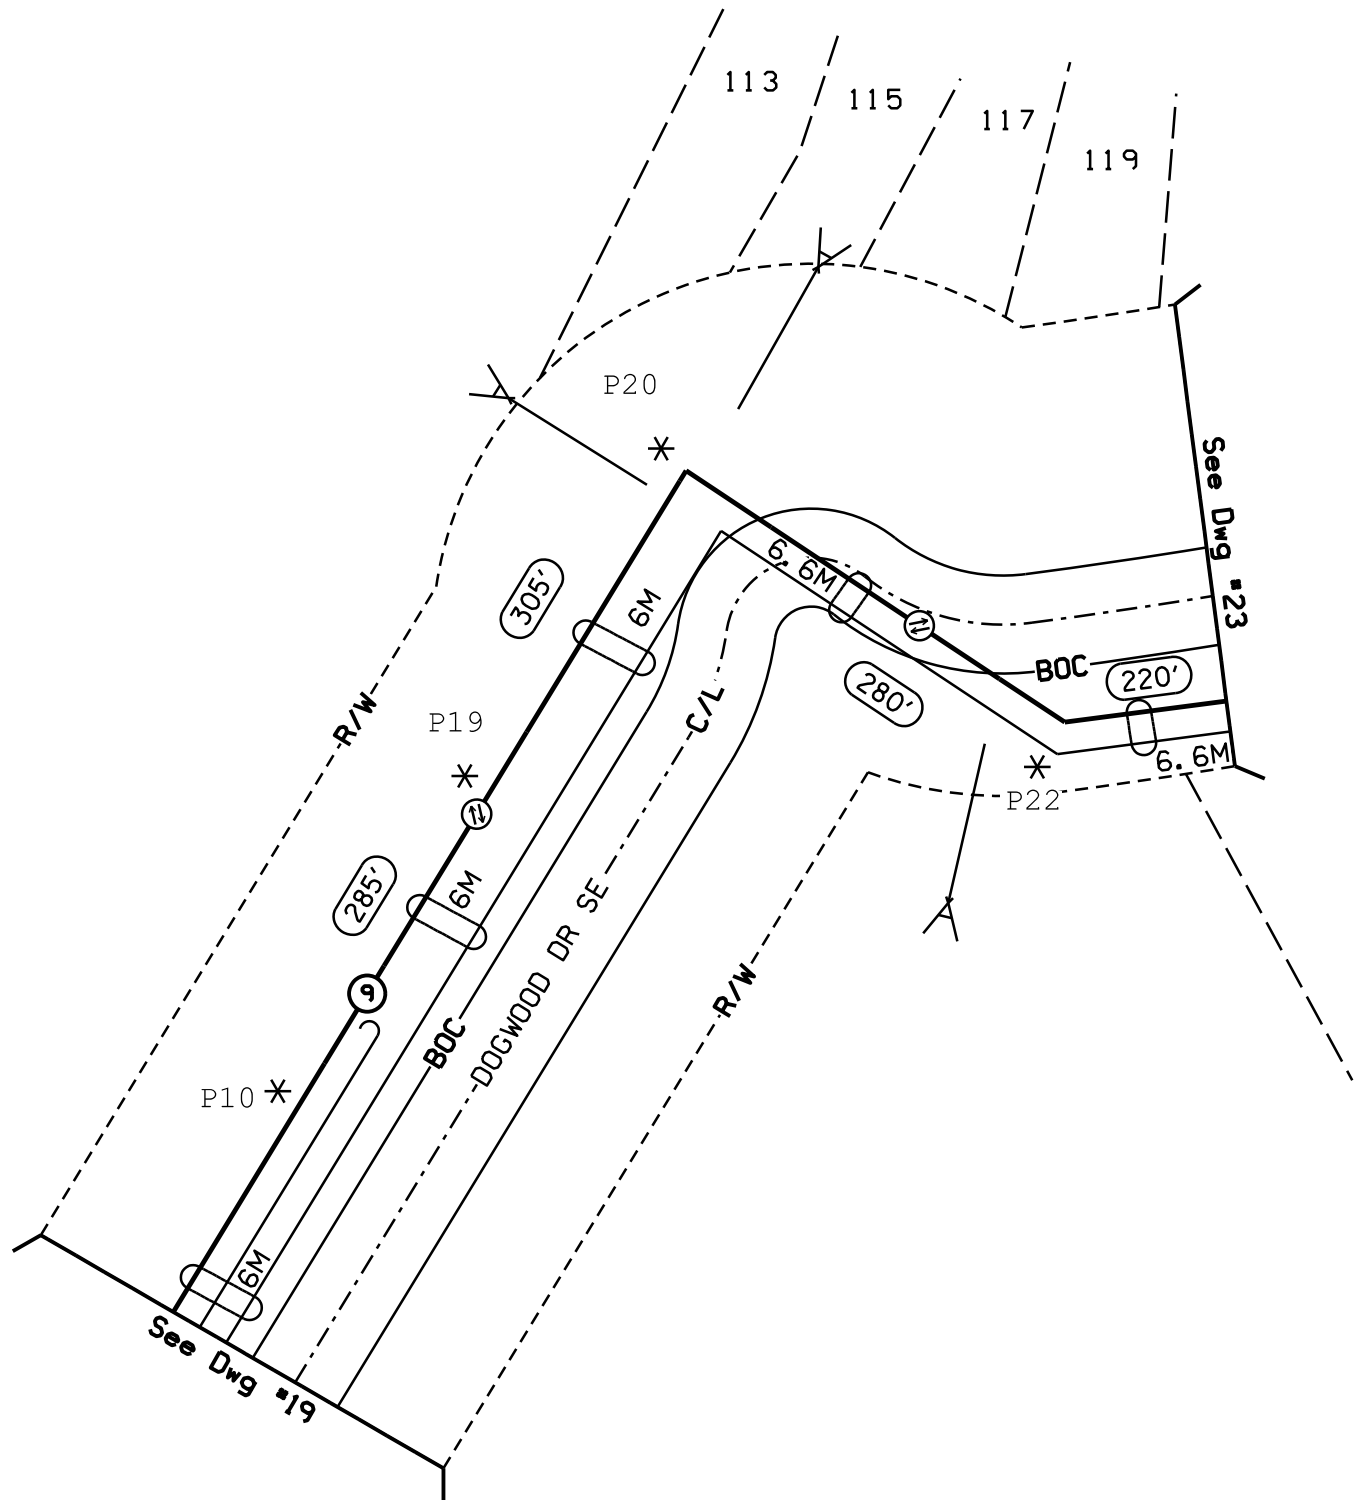 113
115
117
119
P20
See Dwg #23
6.6M
305'
6M
BOC
220'
280'
C/L
R/W
P19
6.6M
P22
285'
6M
9
R/W
DOGWOOD DR SE
BOC
P10
6M
See Dwg #19